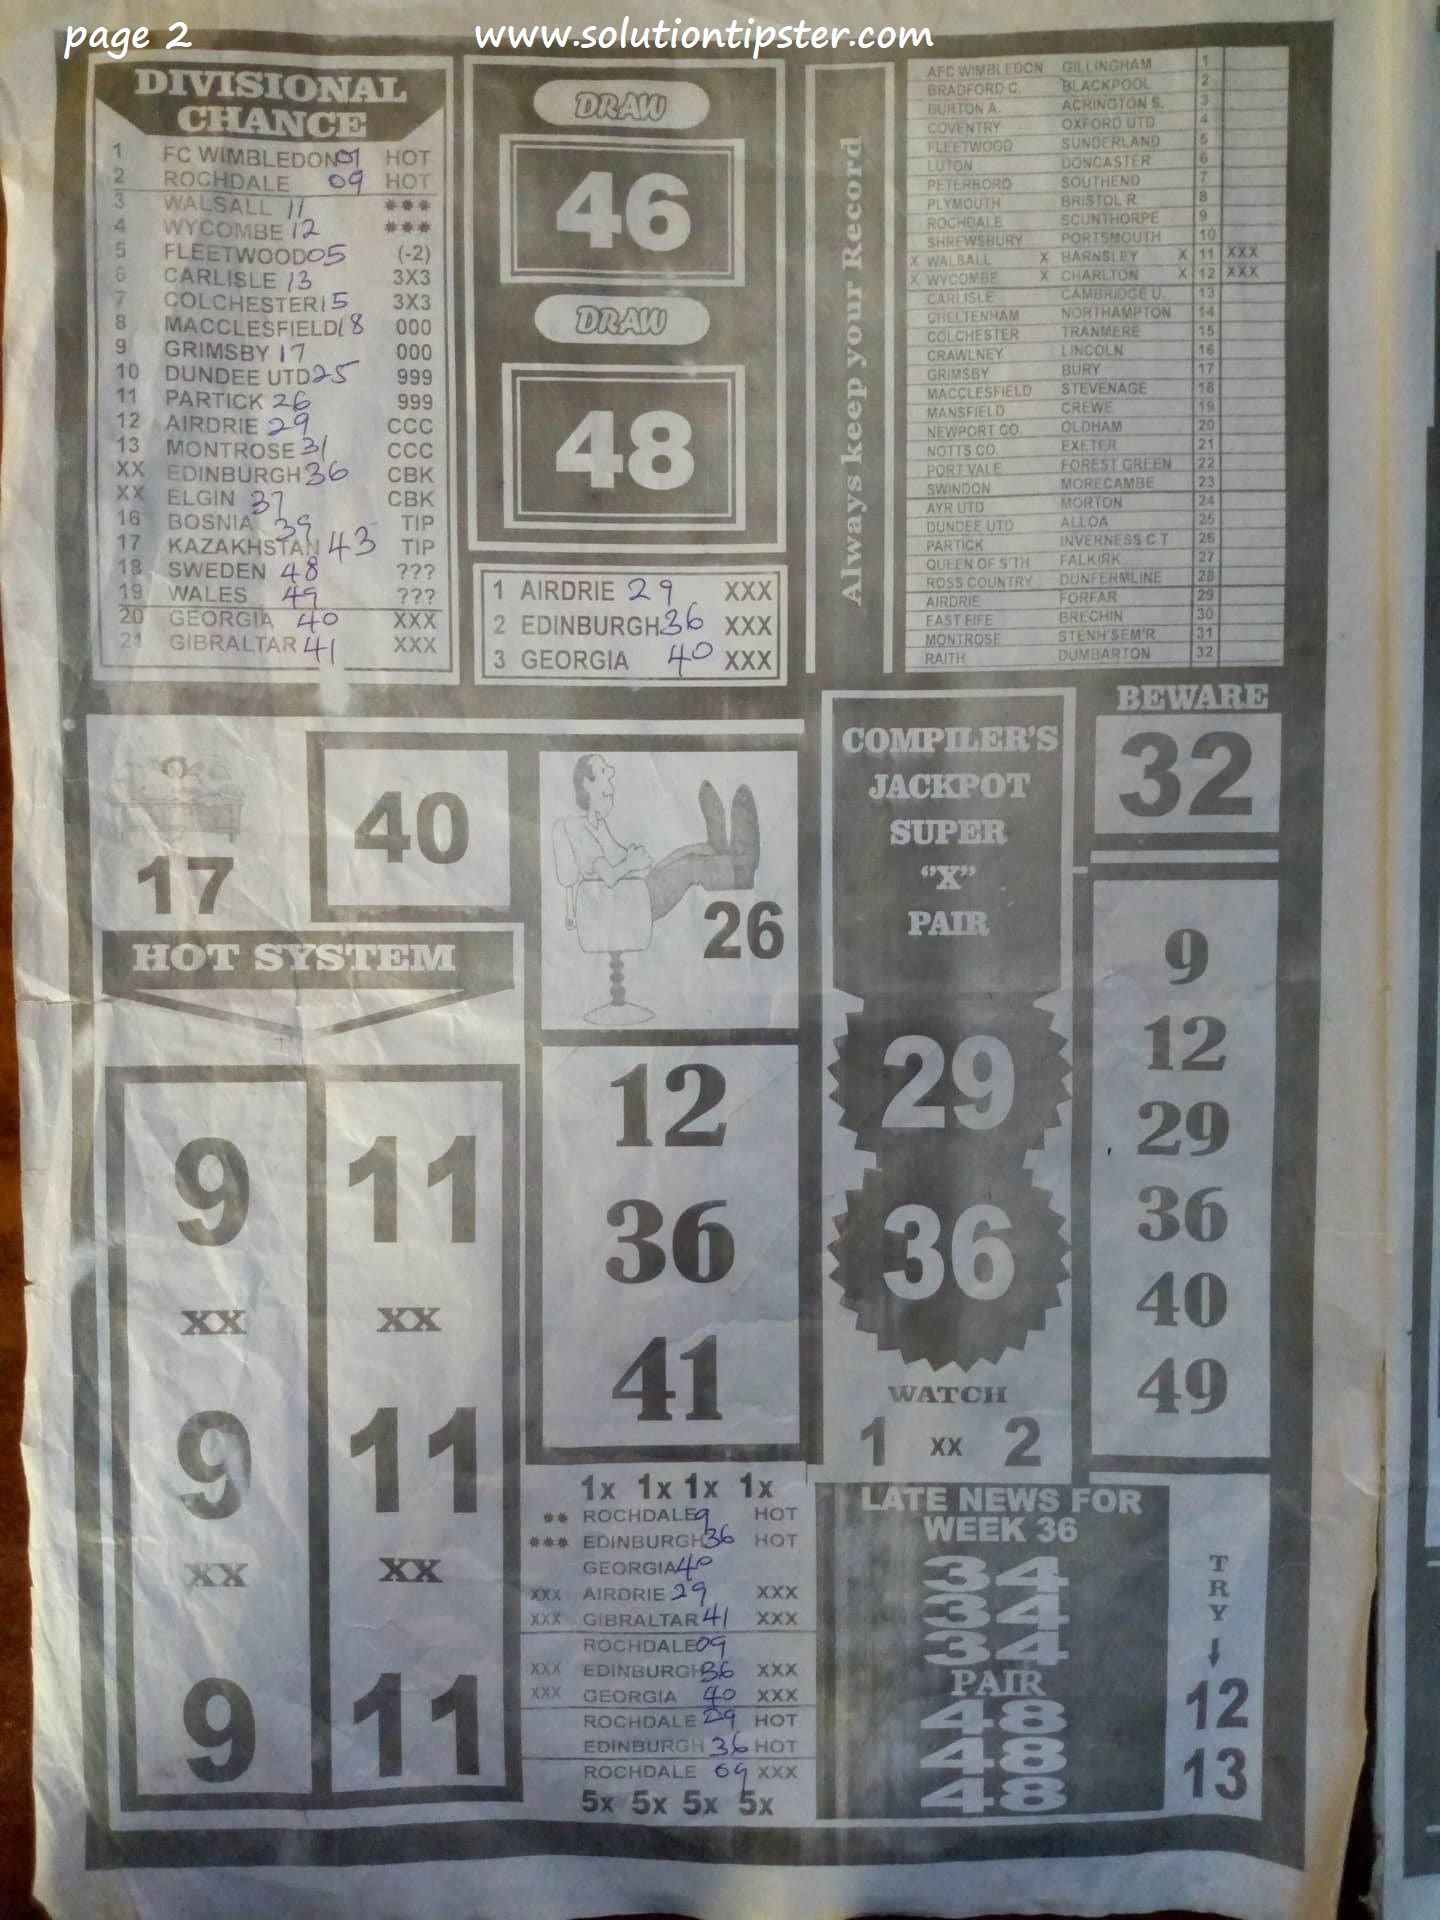 page 2
www.solutiontipster.com
DIVISIONAL
CHANCE
1 FC WIMBLEDON 01 HOT
2 ROCHDALE 09 HOT
3 WALSALL 11 ***
4 WYCOMBE 12 ***
5 FLEETWOOD 05 (-2)
6 CARLISLE 13 3X3
7 COLCHESTER 15 3X3
8 MACCLESFIELD 18 000
9 GRIMSBY 17 000
10 DUNDEE UTD 25 999
11 PARTICK 26 999
12 AIRDRIE 29 CCC
13 MONTROSE 31 CCC
XX EDINBURGH 36 CBK
XX ELGIN 37 CBK
16 BOSNIA 39 TIP
17 KAZAKHSTAN 43 TIP
18 SWEDEN 48 ???
19 WALES 49 ???
20 GEORGIA 40 XXX
21 GIBRALTAR 41 XXX
DRAW
46
DRAW
48
1 AIRDRIE 29 XXX
2 EDINBURGH 36 XXX
3 GEORGIA 40 XXX
Always keep your Record
AFC WIMBLEDON GILLINGHAM 1
BRADFORD C. BLACKPOOL 2
BURTON A. ACHINGTON S. 3
COVENTRY OXFORD UTD 4
FLEETWOOD SUNDERLAND 5
LUTON DONCASTER 6
PETERBORO SOUTHEND 7
PLYMOUTH BRISTOL R. 8
ROCHDALE SCUNTHORPE 9
SHREWSBURY PORTSMOUTH 10
X WALSALL X BARNSLEY X 11 XXX
X WYCOMBE X CHARLTON X 12 XXX
CARLISLE CAMBRIDGE U. 13
CHELTENHAM NORTHAMPTON 14
COLCHESTER TRANMERE 15
CRAWLNEY LINCOLN 16
GRIMSBY BURY 17
MACCLESFIELD STEVENAGE 18
MANSFIELD CREWE 19
NEWPORT CO. OLDHAM 20
NOTTS CO. EXETER 21
PORT VALE FOREST GREEN 22
SWINDON MORECAMBE 23
AYR UTD MORTON 24
DUNDEE UTD ALLOA 25
PARTICK INVERNESS C.T 26
QUEEN OF S'TH FALKIRK 27
ROSS COUNTRY DUNFERMLINE 28
AIRDRIE FORFAR 29
EAST FIFE BRECHIN 30
MONTROSE STENH'SEM'R 31
RAITH DUMBARTON 32
17
40
26
HOT SYSTEM
9 11
xx xx
9 11
xx xx
9 11
12
36
41
1x 1x 1x 1x
** ROCHDALE 9 HOT
*** EDINBURGH 36 HOT
GEORGIA 40
XXX AIRDRIE 29 XXX
XXX GIBRALTAR 41 XXX
ROCHDALE 09
XXX EDINBURGH 36 XXX
XXX GEORGIA 40 XXX
ROCHDALE 29 HOT
EDINBURGH 36 HOT
ROCHDALE 09 XXX
5x 5x 5x 5x
COMPILER'S
JACKPOT
SUPER
"X"
PAIR
29
36
WATCH
1 xx 2
BEWARE
32
9
12
29
36
40
49
LATE NEWS FOR
WEEK 36
34
34
34
PAIR
48
48
48
T
R
Y
↓
12
13